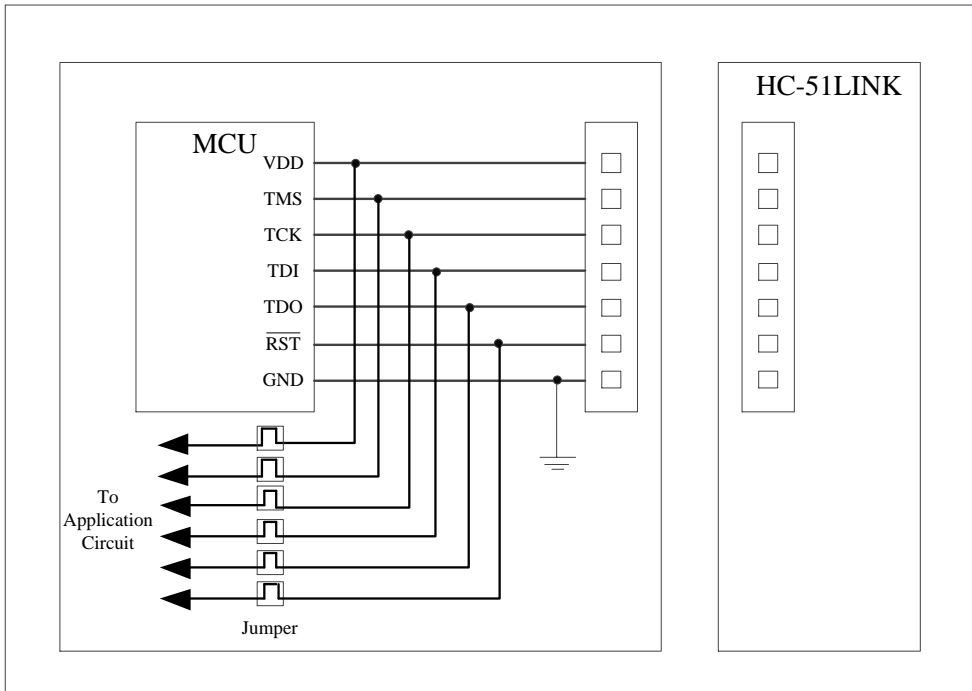 HC-51LINK
MCU
VDD
TMS
TCK
TDI
TDO
RST
GND
To
Application
Circuit
Jumper